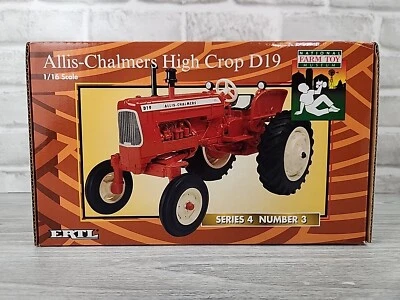 Allis-Chalmers High Crop D19
1/16 Scale
NATIONAL
FARM TOY
MUSEUM
D19 ALLIS-CHALMERS
SERIES 4 NUMBER 3
ERTL